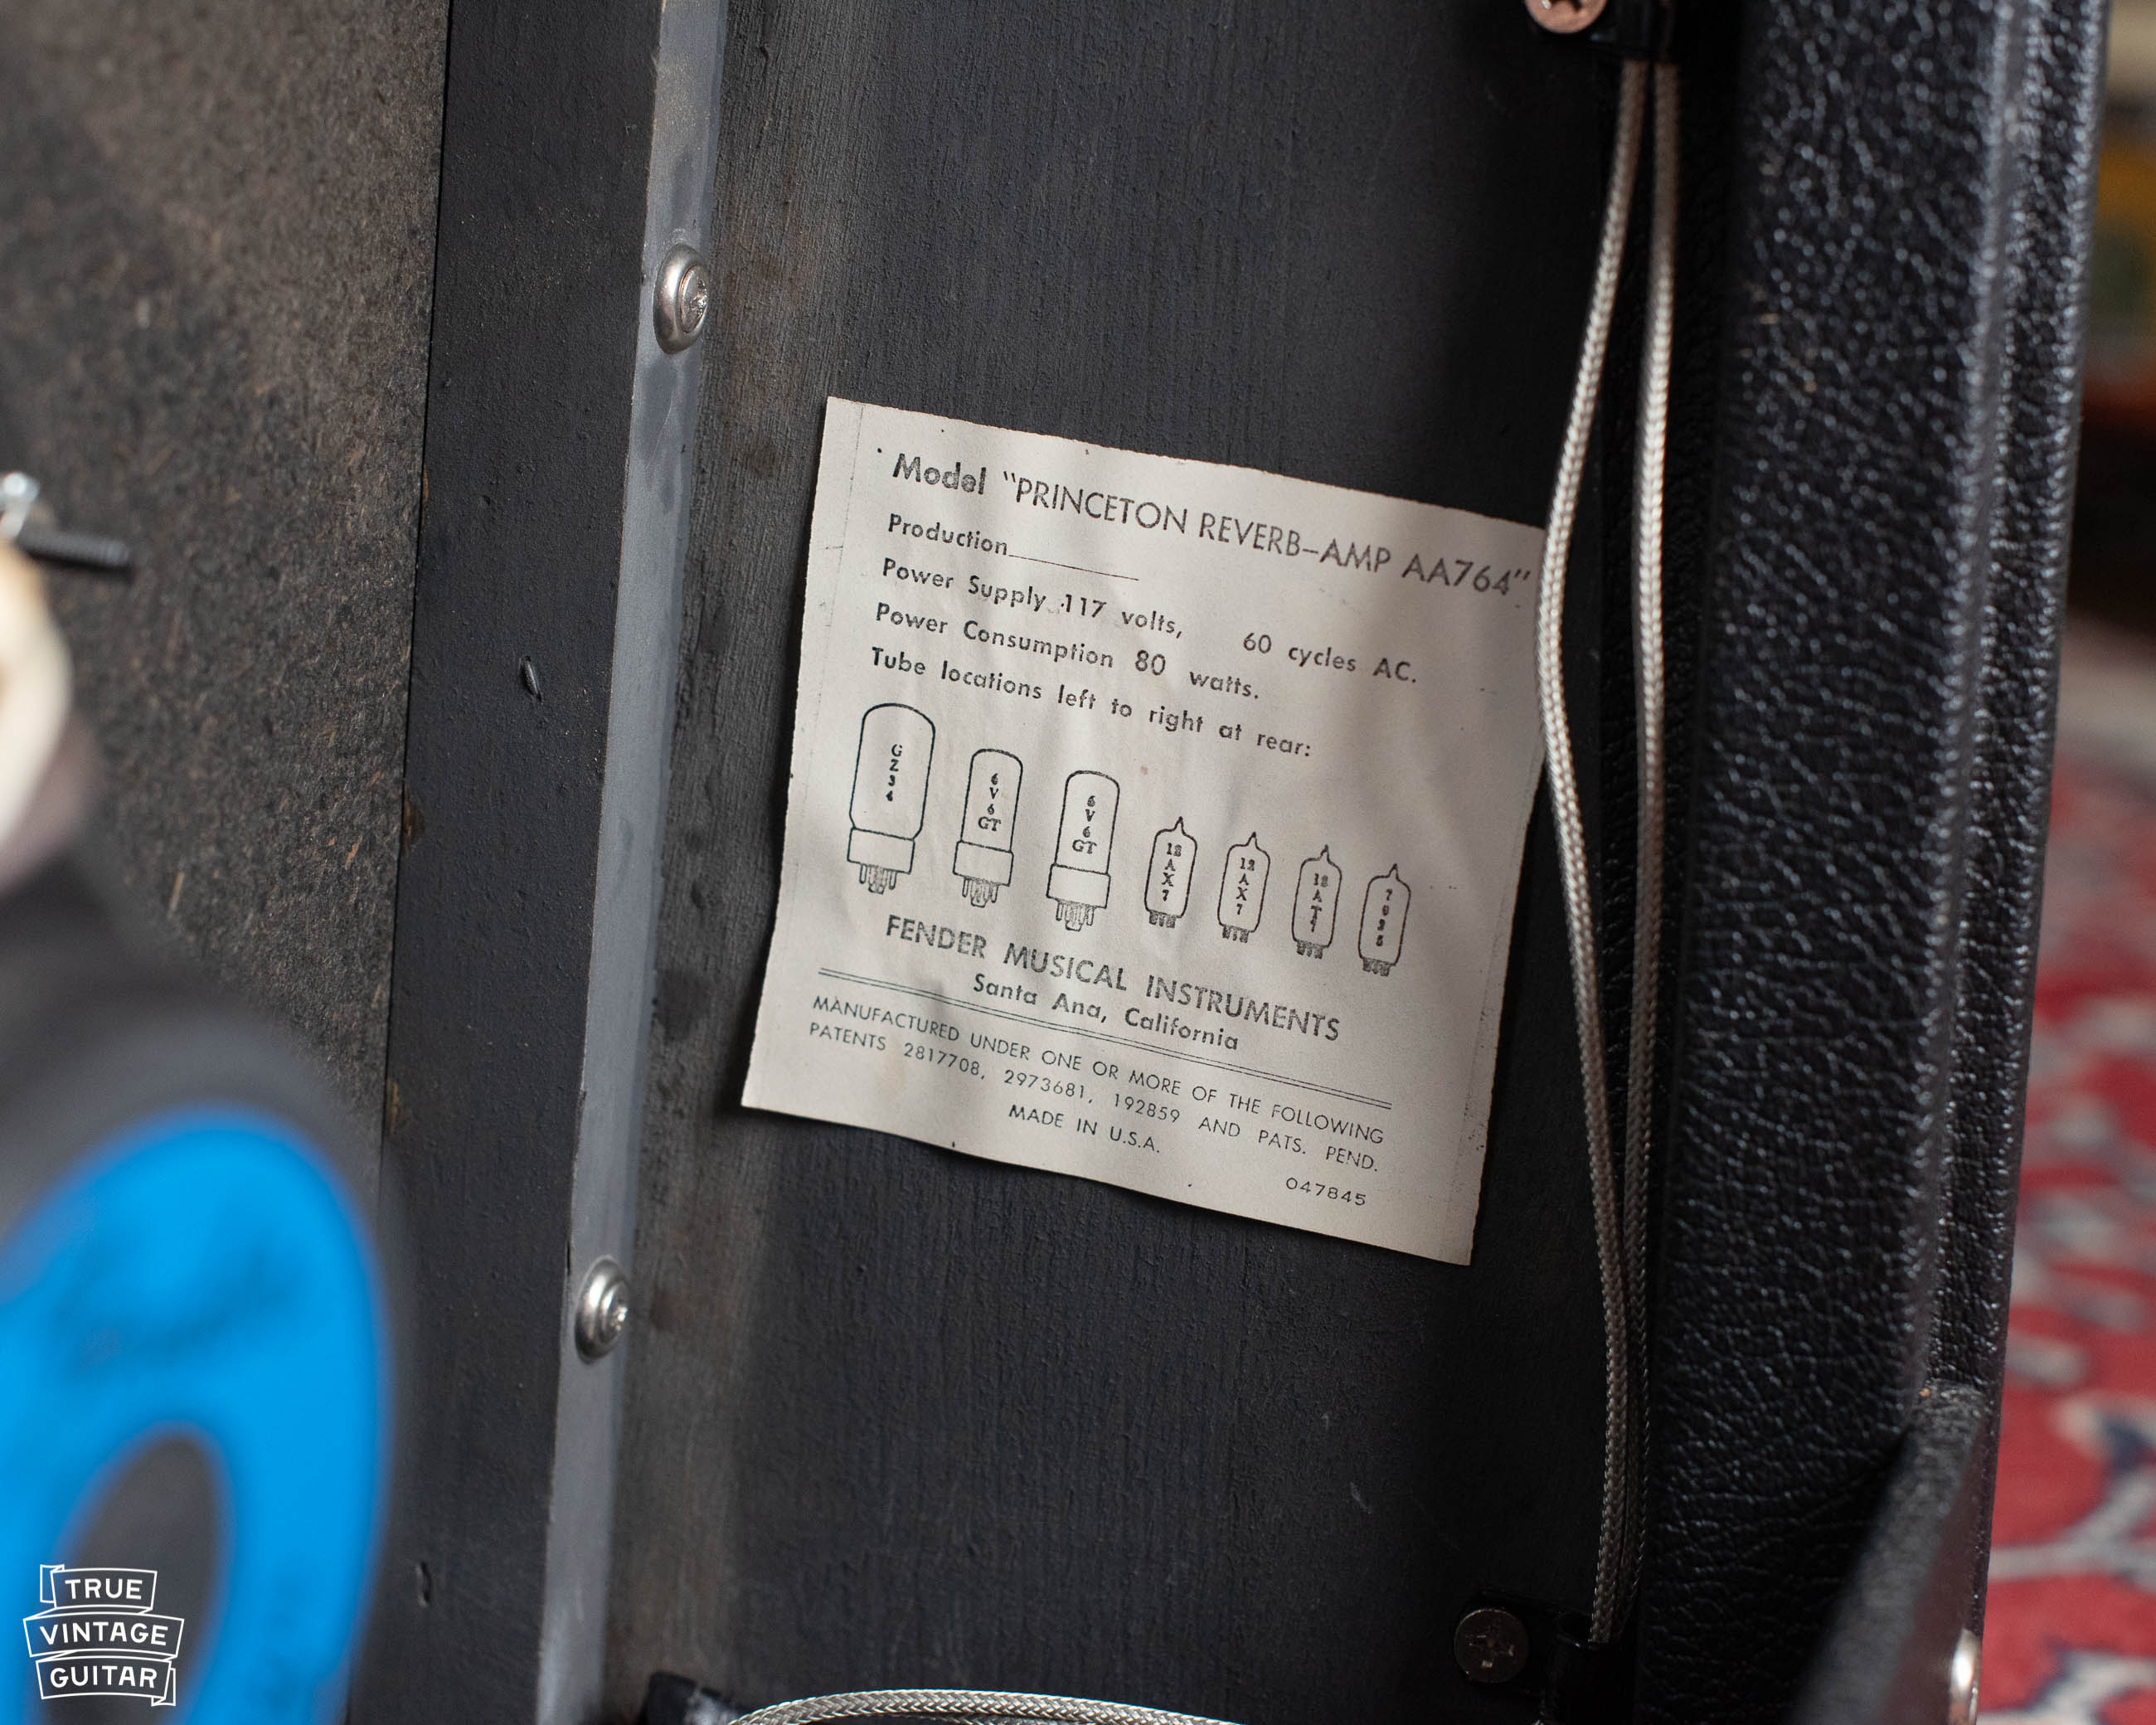 Model "PRINCETON REVERB-AMP AA764"
Production
Power Supply 117 volts, 60 cycles AC.
Power Consumption 80 watts.
Tube locations left to right at rear:
GZ34 6V6GT 6V6GT 12AX7 12AX7 12AT7 7025
FENDER MUSICAL INSTRUMENTS
Santa Ana, California
MANUFACTURED UNDER ONE OR MORE OF THE FOLLOWING
PATENTS 2817708, 2973681, 192859 AND PATS. PEND.
MADE IN U.S.A.
047845
TRUE
VINTAGE
GUITAR